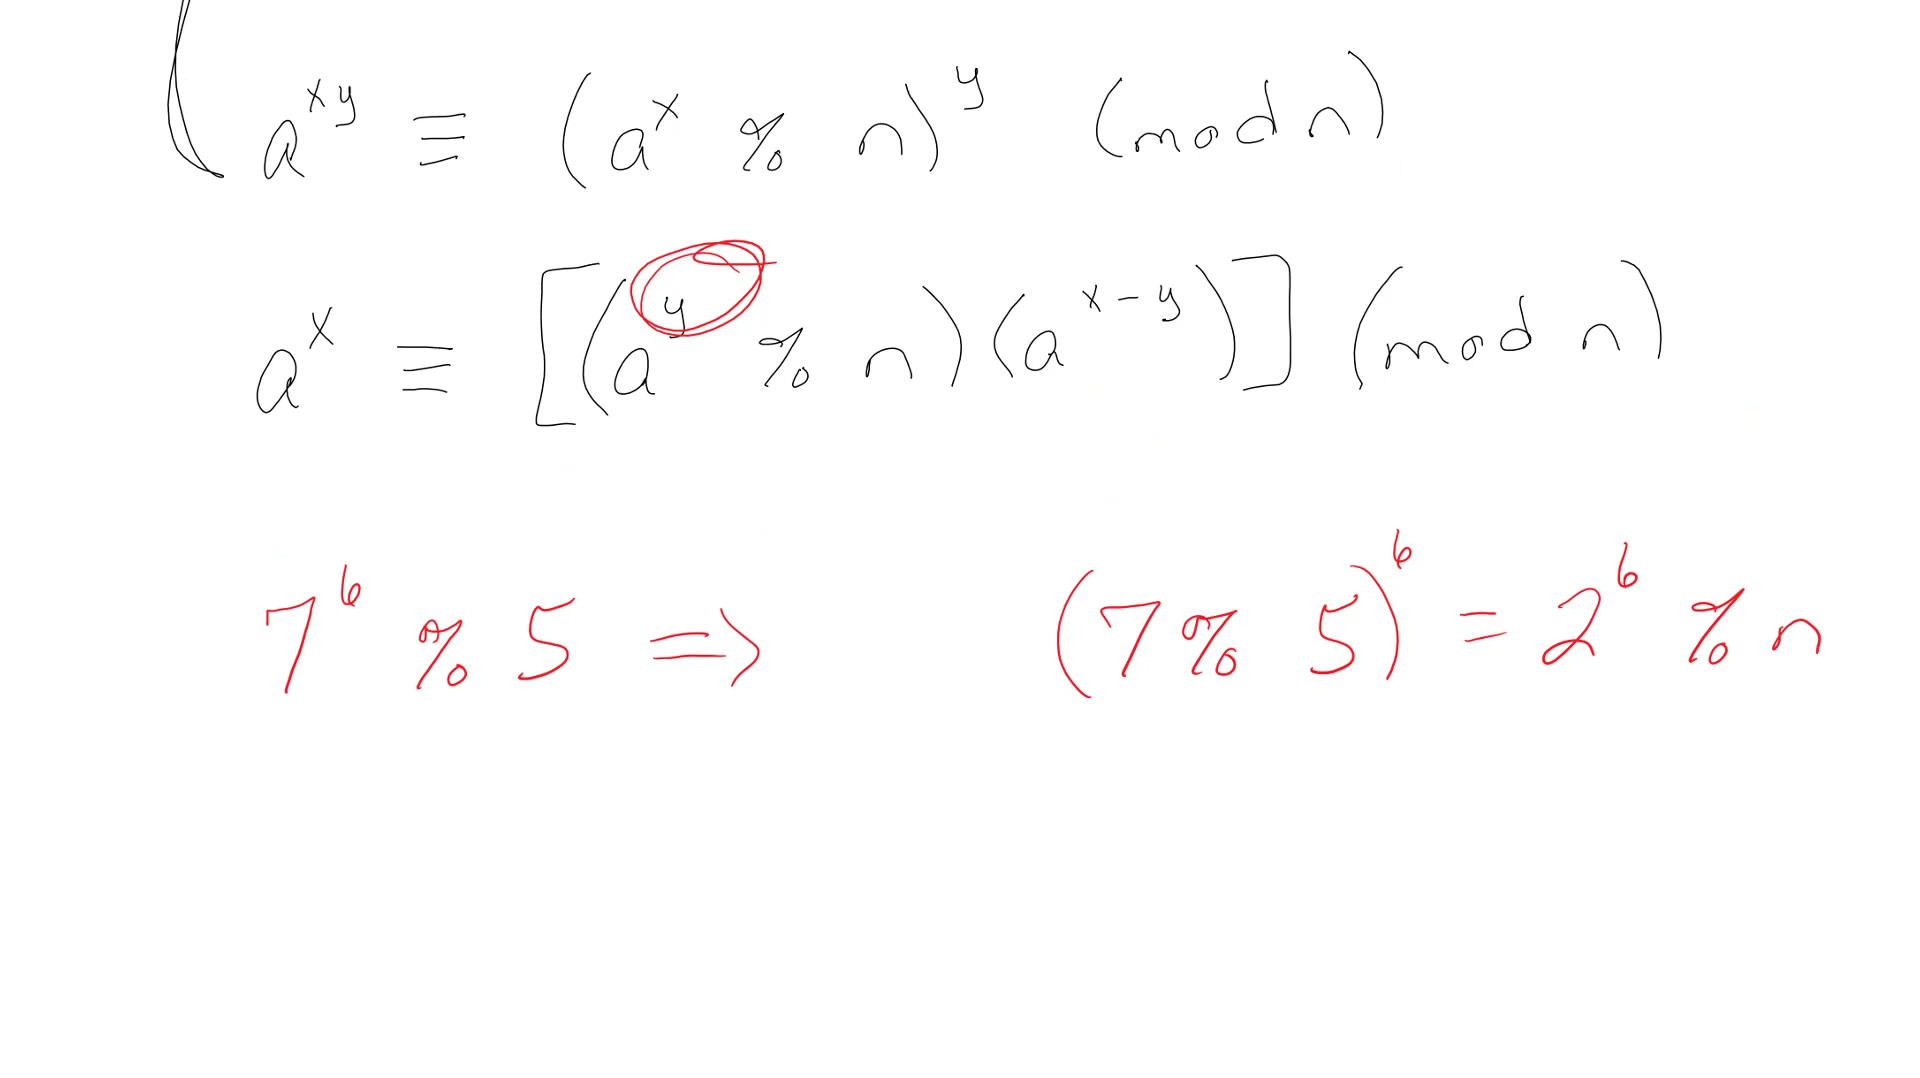 a^{xy} ≡ (a^x % n)^y (mod n)
a^x ≡ [(a^y % n)(a^{x-y})] (mod n)
7^6 % 5 ⇒ (7 % 5)^6 = 2^6 % n